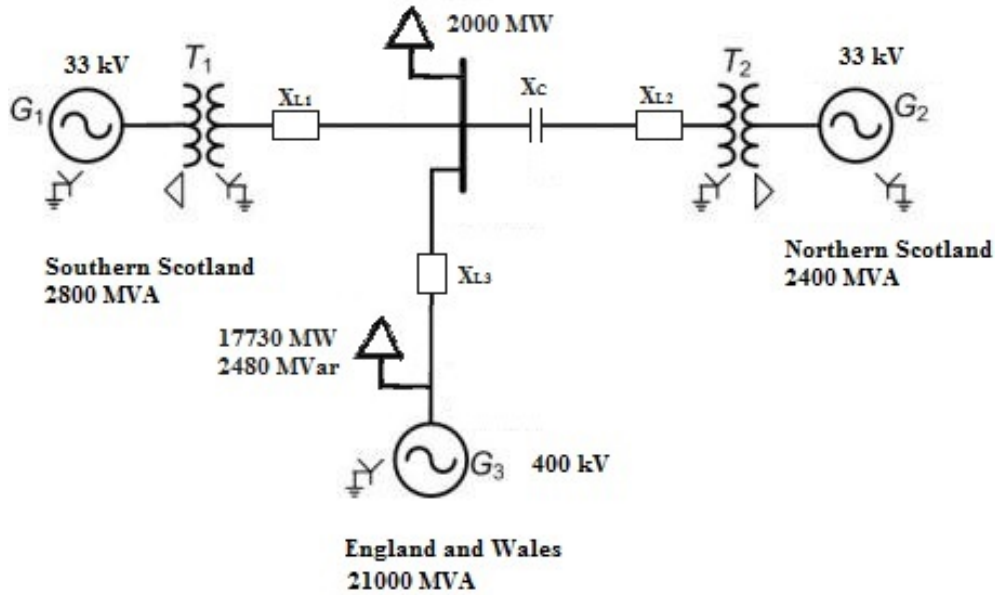 2000 MW
33 kV
T1
XL1
XC
XL2
T2
33 kV
G1
G2
Southern Scotland
2800 MVA
Northern Scotland
2400 MVA
XL3
17730 MW
2480 MVar
G3
400 kV
England and Wales
21000 MVA